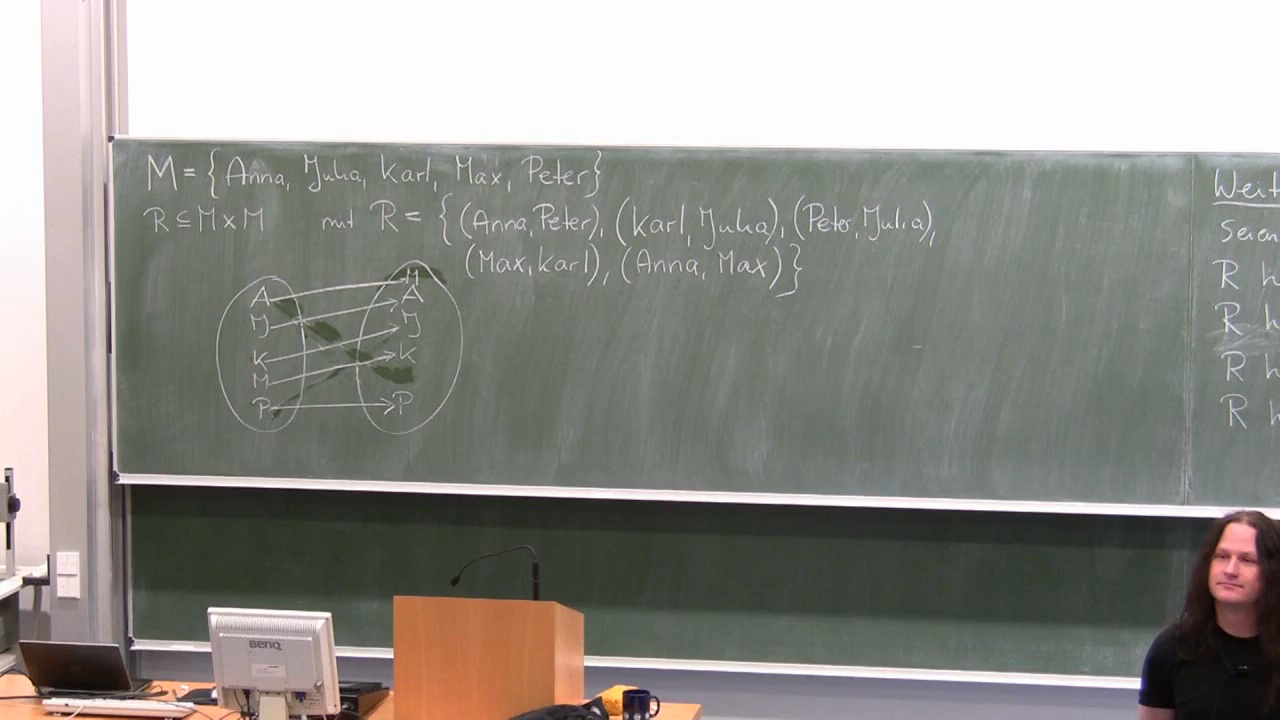 M = {Anna, Julia, Karl, Max, Peter}
R ⊆ M × M mit R = {(Anna, Peter), (Karl, Julia), (Peter, Julia),
(Max, Karl), (Anna, Max)}
A
J
K
M
P
M
A
J
K
P
Weit
Seien
R h
R h
R h
R h
BenQ